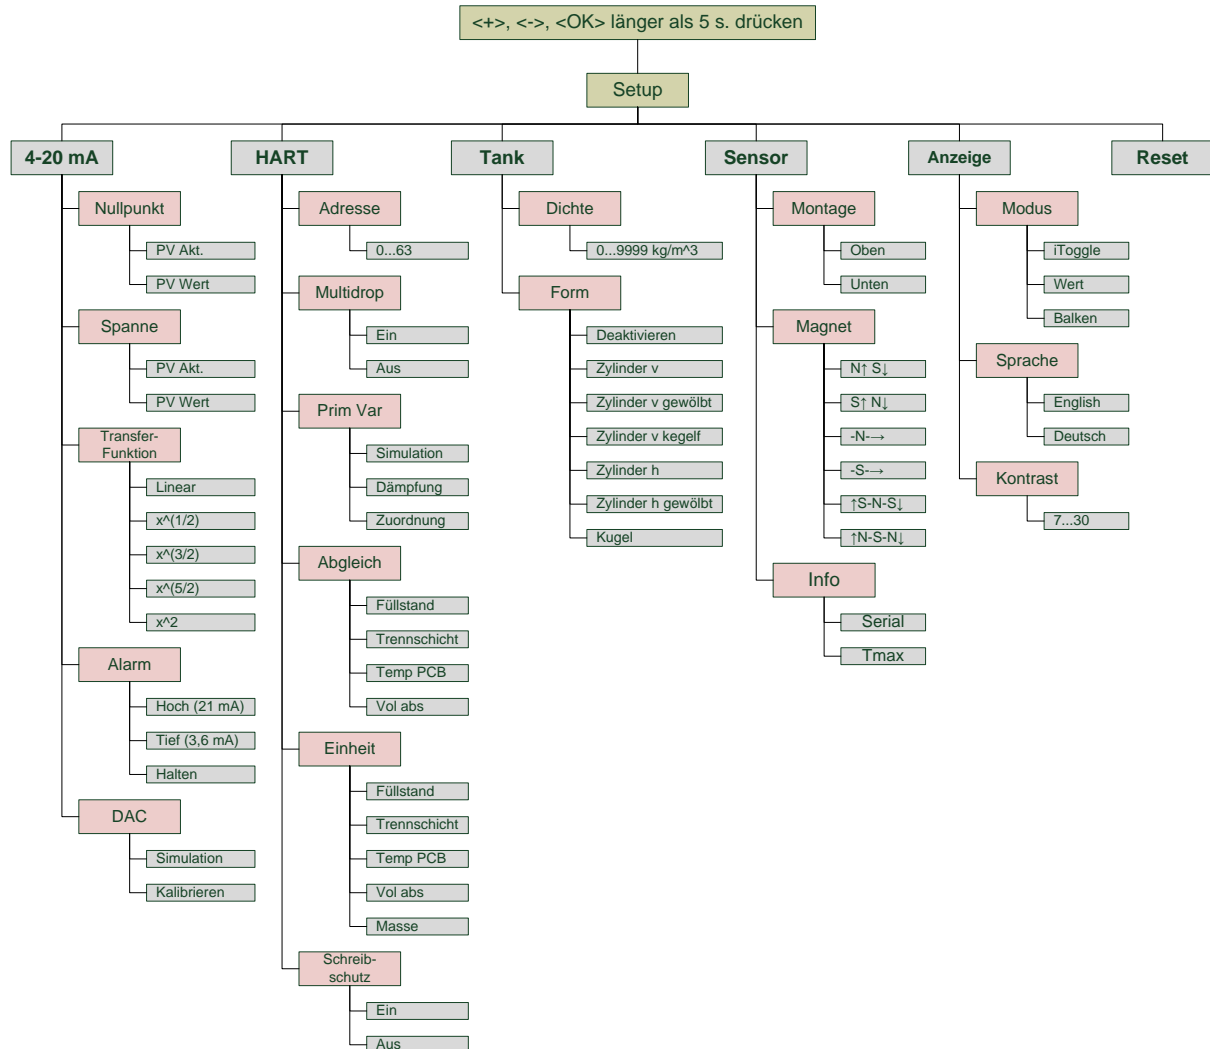 <+>, <->, <OK> länger als 5 s. drücken
Setup
4-20 mA
Nullpunkt
PV Akt.
PV Wert
Spanne
PV Akt.
PV Wert
Transfer-
Funktion
Linear
x^(1/2)
x^(3/2)
x^(5/2)
x^2
Alarm
Hoch (21 mA)
Tief (3,6 mA)
Halten
DAC
Simulation
Kalibrieren
HART
Adresse
0...63
Multidrop
Ein
Aus
Prim Var
Simulation
Dämpfung
Zuordnung
Abgleich
Füllstand
Trennschicht
Temp PCB
Vol abs
Einheit
Füllstand
Trennschicht
Temp PCB
Vol abs
Masse
Schreib-
schutz
Ein
Aus
Tank
Dichte
0...9999 kg/m^3
Form
Deaktivieren
Zylinder v
Zylinder v gewölbt
Zylinder v kegelf
Zylinder h
Zylinder h gewölbt
Kugel
Sensor
Montage
Oben
Unten
Magnet
N↑ S↓
S↑ N↓
-N-→
-S-→
↑S-N-S↓
↑N-S-N↓
Info
Serial
Tmax
Anzeige
Modus
iToggle
Wert
Balken
Sprache
English
Deutsch
Kontrast
7...30
Reset